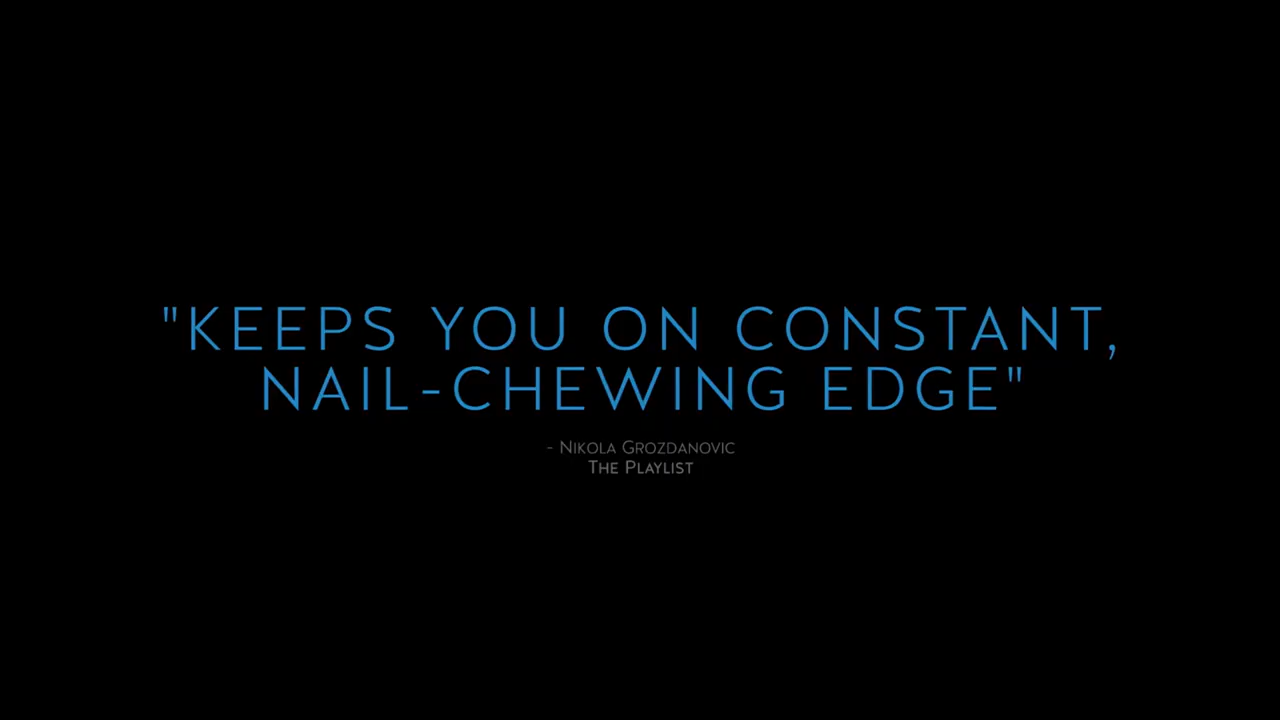 "KEEPS YOU ON CONSTANT,
NAIL-CHEWING EDGE"
- NIKOLA GROZDANOVIC
THE PLAYLIST